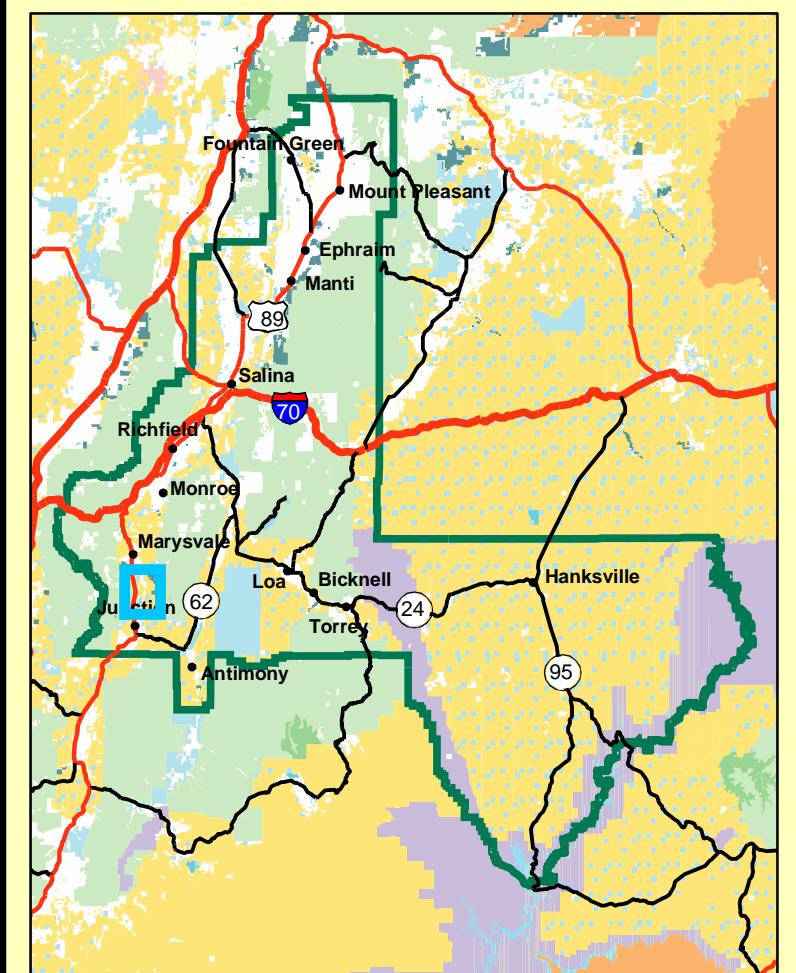 Fountain Green
Mount Pleasant
Ephraim
Manti
89
Salina
70
Richfield
Monroe
Marysvale
Loa
Bicknell
Hanksville
Junction
62
24
Torrey
Antimony
95